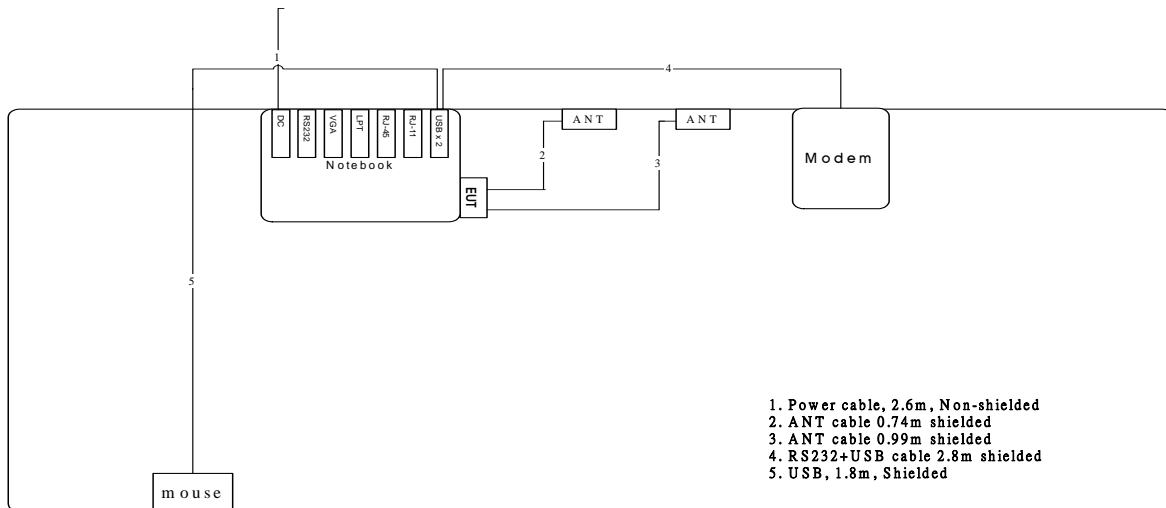 1
4
DC
RS232
VGA
LPT
RJ-45
RJ-11
USB x 2
Notebook
EUT
ANT
ANT
2
3
Modem
5
mouse
1. Power cable, 2.6m, Non-shielded
2. ANT cable 0.74m shielded
3. ANT cable 0.99m shielded
4. RS232+USB cable 2.8m shielded
5. USB, 1.8m, Shielded